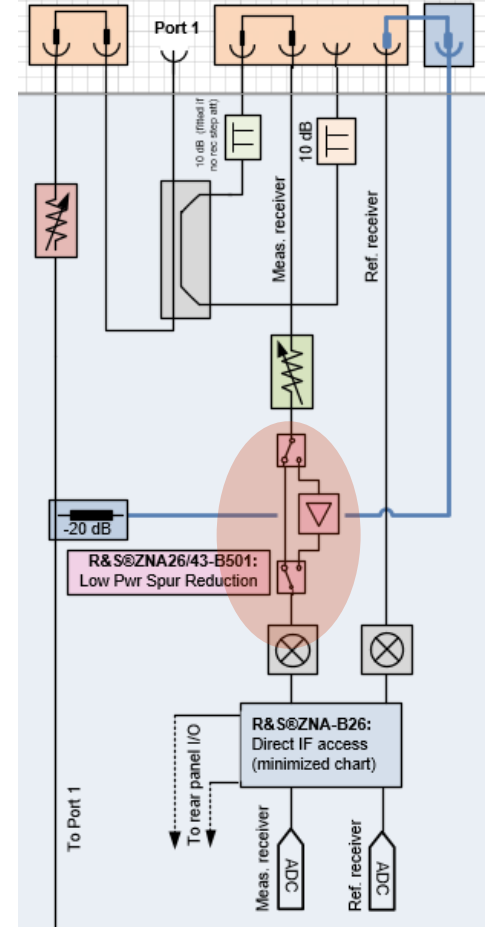 Port 1
10 dB (fitted if
no rec step att)
10 dB
Meas. receiver
Ref. receiver
-20 dB
R&S®ZNA26/43-B501:
Low Pwr Spur Reduction
R&S®ZNA-B26:
Direct IF access
(minimized chart)
To rear panel I/O
To Port 1
Meas. receiver
ADC
Ref. receiver
ADC